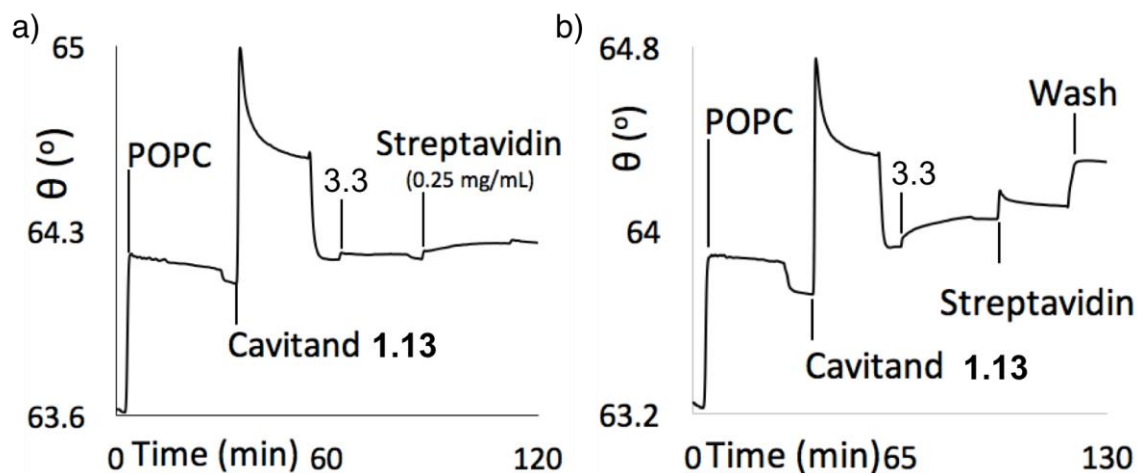 a)
65
θ (°)
64.3
63.6
POPC
3.3
Streptavidin
(0.25 mg/mL)
Cavitand 1.13
0 Time (min) 60 120
b)
64.8
θ (°)
64
63.2
POPC
3.3
Wash
Streptavidin
Cavitand 1.13
0 Time (min) 65 130